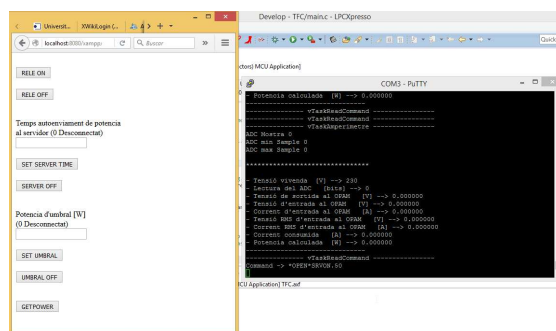 Develop - TFC/main.c - LPCXpresso
Universit...
XWikiLogin (...
localhost:8080/xampp
Buscar
Quick
ctors) MCU Application]
COM3 - PuTTY
RELE ON
RELE OFF
Temps autoenviament de potencia
al servidor (0 Desconnectat)
SET SERVER TIME
SERVER OFF
Potencia d'umbral [W]
(0 Desconnectat)
SET UMBRAL
UMBRAL OFF
GETPOWER
- Potencia calculada [W] --> 0.000000
------------------------------
---------------- vTaskReadCommand ----------------
---------------- vTaskReadCommand ----------------
---------------- vTaskAmperimetre ----------------
ADC Mostra 0
ADC min Sample 0
ADC max Sample 0
******************************
- Tensió vivenda [V] --> 230
- Lectura del ADC [bits] --> 0
- Tensió de sortida al OPAM [V] --> 0.000000
- Tensió d'entrada al OPAM [V] --> 0.000000
- Corrent d'entrada al OPAM [A] --> 0.000000
- Tensió RMS d'entrada al OPAM [V] --> 0.000000
- Corrent RMS d'entrada al OPAM [A] --> 0.000000
- Corrent consumida [A] --> 0.000000
- Potencia calculada [W] --> 0.000000
------------------------------
---------------- vTaskReadCommand ----------------
Command -> *OPEN*SRVON.50
MCU Application] TFC.axf